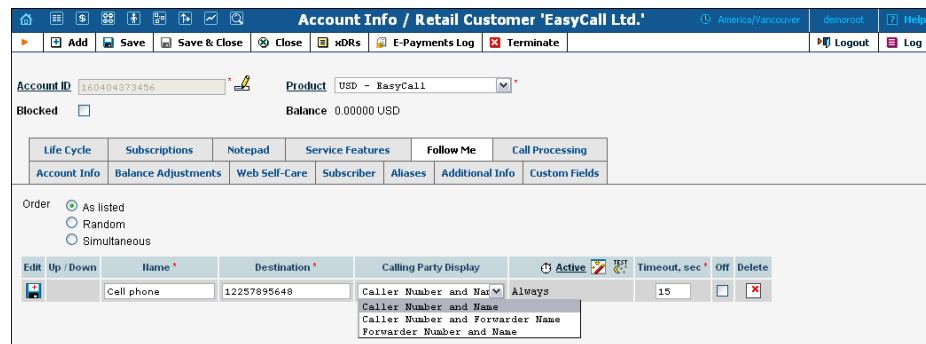 Account Info / Retail Customer 'EasyCall Ltd.' America/Vancouver demoroot Help
Add Save Save & Close Close xDRs E-Payments Log Terminate Logout Log
Account ID 160404373456 * Product USD - EasyCall *
Blocked Balance 0.00000 USD
Life Cycle Subscriptions Notepad Service Features Follow Me Call Processing
Account Info Balance Adjustments Web Self-Care Subscriber Aliases Additional Info Custom Fields
Order As listed
Random
Simultaneous
Edit Up / Down Name * Destination * Calling Party Display Active TEST Timeout, sec * Off Delete
Cell phone 12257895648 Caller Number and Nar Always 15
Caller Number and Name
Caller Number and Forwarder Name
Forwarder Number and Name